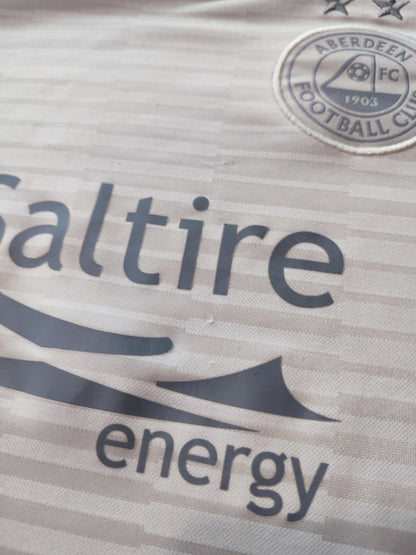 ABERDEEN
FC
1903
FOOTBALL CLUB
Saltire
energy